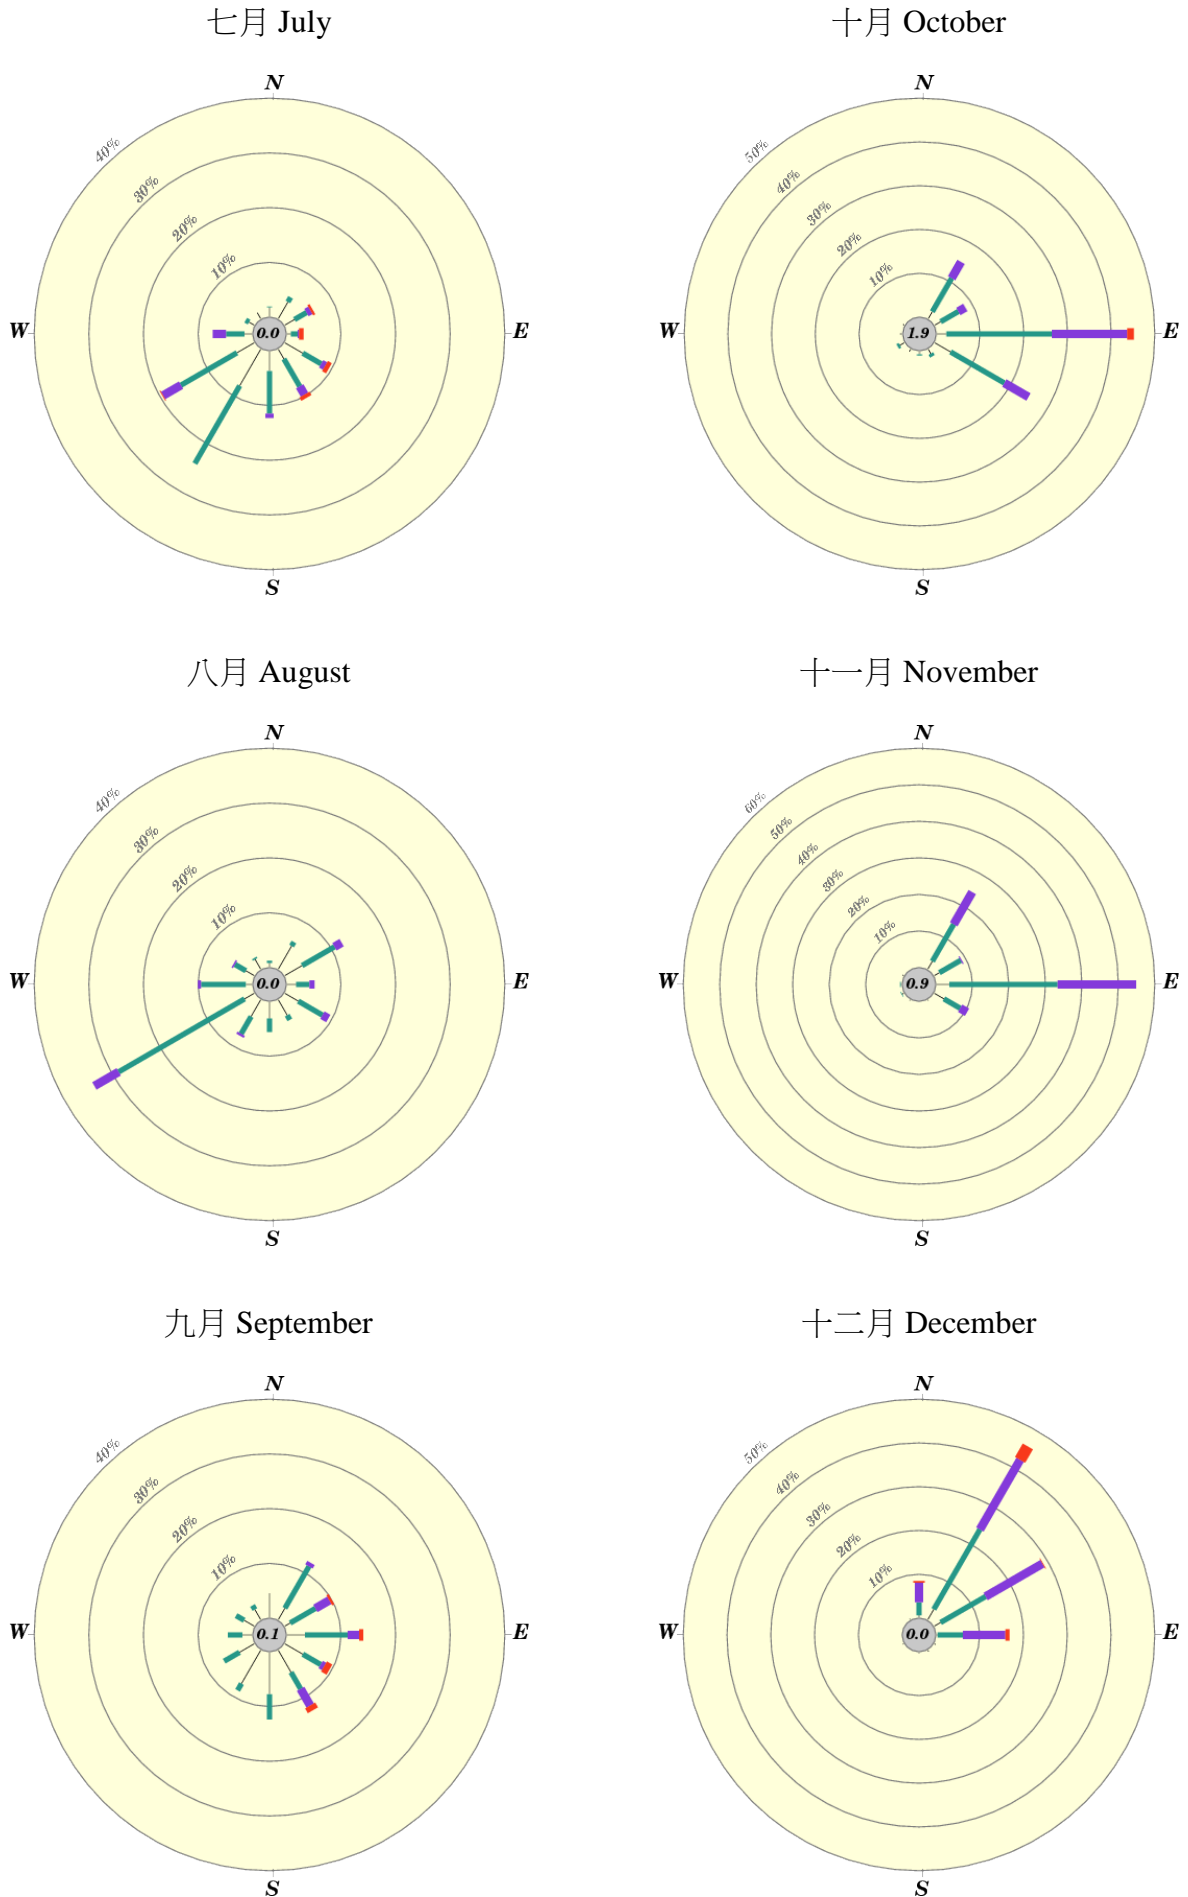 七月 July
N
40%
30%
20%
10%
W
0.0
E
S
十月 October
N
50%
40%
30%
20%
10%
W
1.9
E
S
八月 August
N
40%
30%
20%
10%
W
0.0
E
S
十一月 November
N
60%
50%
40%
30%
20%
10%
W
0.9
E
S
九月 September
N
40%
30%
20%
10%
W
0.1
E
S
十二月 December
N
50%
40%
30%
20%
10%
W
0.0
E
S